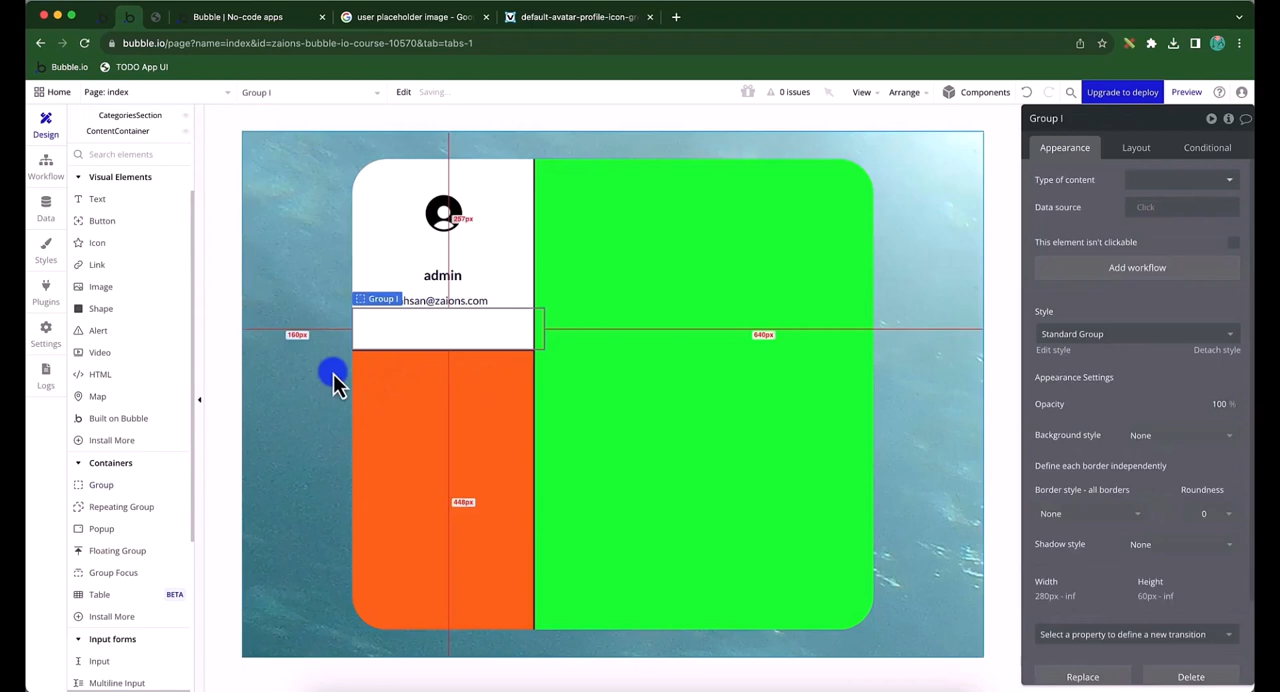 Bubble | No-code apps
user placeholder image - Goo
default-avatar-profile-icon-gr
bubble.io/page?name=index&id=zaions-bubble-io-course-10570&tab=tabs-1
Bubble.io
TODO App UI
Home
Page: index
Group I
Edit
Saving...
0 issues
View
Arrange
Components
Upgrade to deploy
Preview
Design
Workflow
Data
Styles
Plugins
Settings
Logs
CategoriesSection
ContentContainer
Search elements
Visual Elements
Text
Button
Icon
Link
Image
Shape
Alert
Video
HTML
Map
Built on Bubble
Install More
Containers
Group
Repeating Group
Popup
Floating Group
Group Focus
Table BETA
Install More
Input forms
Input
Multiline Input
257px
admin
Group I
hsan@zaions.com
160px
640px
448px
Group I
Appearance
Layout
Conditional
Type of content
Data source
Click
This element isn't clickable
Add workflow
Style
Standard Group
Edit style
Detach style
Appearance Settings
Opacity
100 %
Background style
None
Define each border independently
Border style - all borders
Roundness
None
0
Shadow style
None
Width
Height
280px - inf
60px - inf
Select a property to define a new transition
Replace
Delete